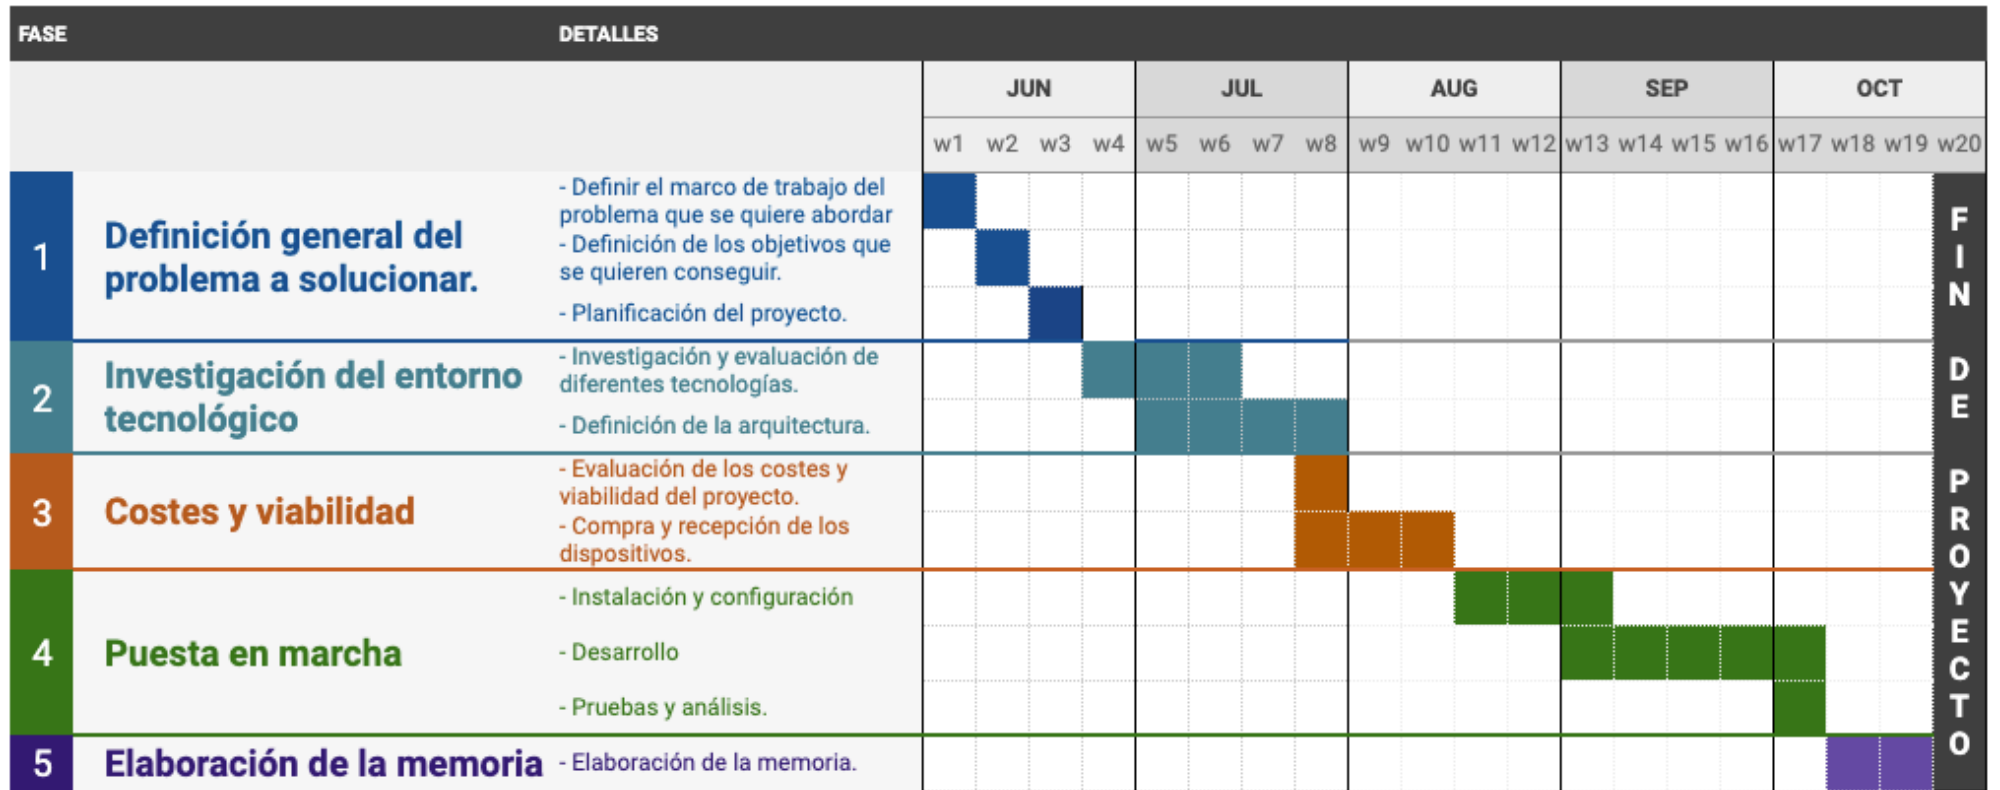 FASE DETALLES
JUN JUL AUG SEP OCT
w1 w2 w3 w4 w5 w6 w7 w8 w9 w10 w11 w12 w13 w14 w15 w16 w17 w18 w19 w20
1
Definición general del
problema a solucionar.
- Definir el marco de trabajo del
problema que se quiere abordar
- Definición de los objetivos que
se quieren conseguir.
- Planificación del proyecto.
2
Investigación del entorno
tecnológico
- Investigación y evaluación de
diferentes tecnologías.
- Definición de la arquitectura.
3
Costes y viabilidad
- Evaluación de los costes y
viabilidad del proyecto.
- Compra y recepción de los
dispositivos.
4
Puesta en marcha
- Instalación y configuración
- Desarrollo
- Pruebas y análisis.
5
Elaboración de la memoria
- Elaboración de la memoria.
FIN DE PROYECTO